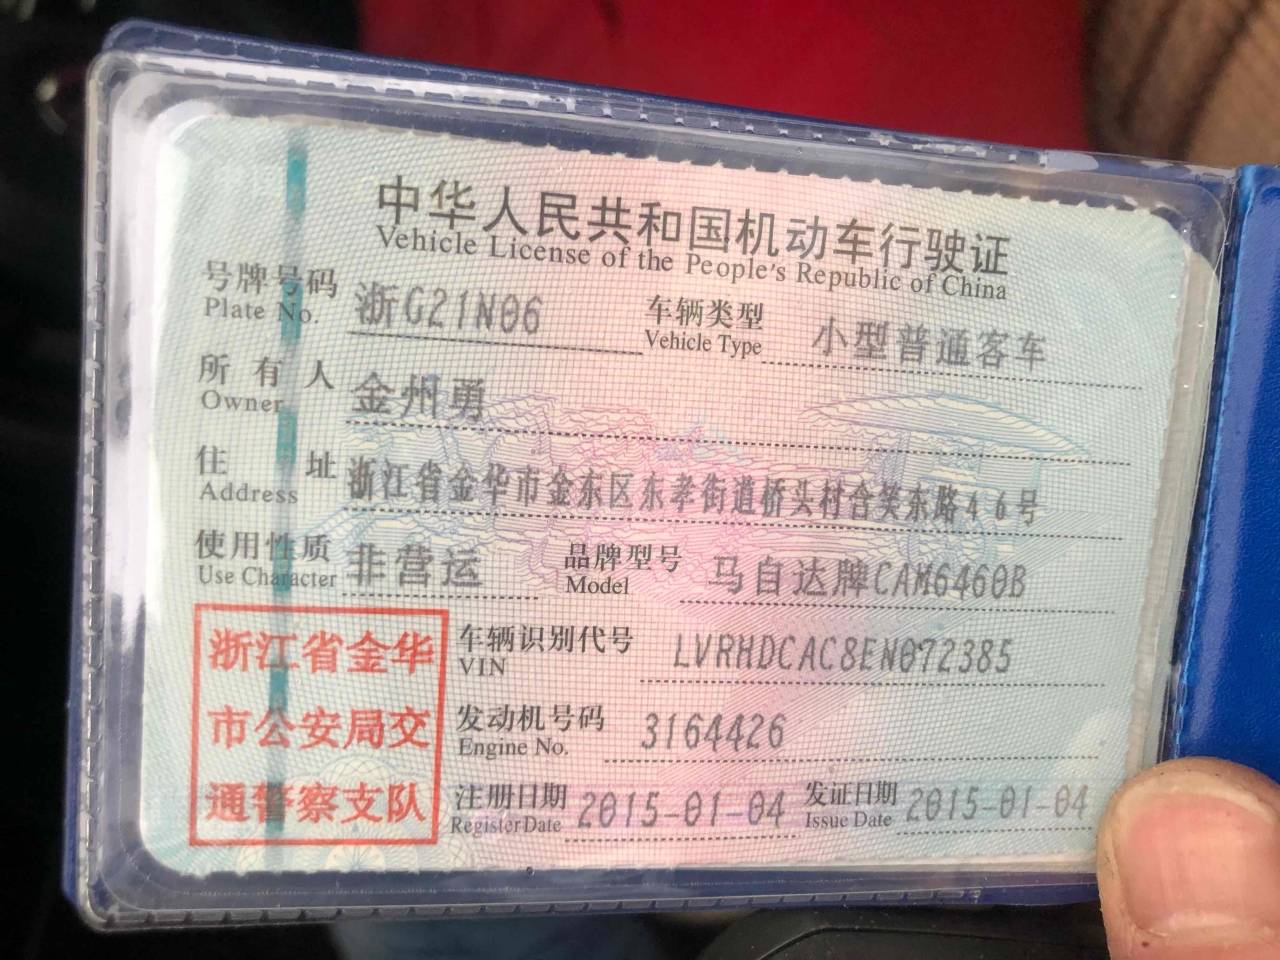 中华人民共和国机动车行驶证
Vehicle License of the People's Republic of China
号牌号码 浙G21N06 车辆类型 小型普通客车
Plate No. Vehicle Type
所有人 金州勇
Owner
住址 浙江省金华市金东区东孝街道桥头村含笑东路46号
Address
使用性质 非营运 品牌型号 马自达牌CAM6460B
Use Character Model
车辆识别代号 LVRHDCAC8EN072385
VIN
发动机号码 3164426
Engine No.
注册日期 2015-01-04 发证日期 2015-01-04
Register Date Issue Date
浙江省金华
市公安局交
通警察支队